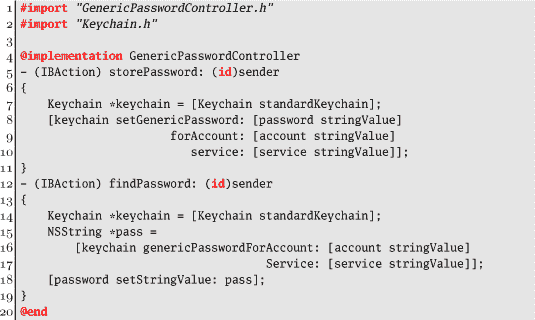 1 #import "GenericPasswordController.h"
2 #import "Keychain.h"
3
4 @implementation GenericPasswordController
5 - (IBAction) storePassword: (id)sender
6 {
7     Keychain *keychain = [Keychain standardKeychain];
8     [keychain setGenericPassword: [password stringValue]
9                       forAccount: [account stringValue]
10                         service: [service stringValue]];
11 }
12 - (IBAction) findPassword: (id)sender
13 {
14     Keychain *keychain = [Keychain standardKeychain];
15     NSString *pass =
16         [keychain genericPasswordForAccount: [account stringValue]
17                                    Service: [service stringValue]];
18     [password setStringValue: pass];
19 }
20 @end